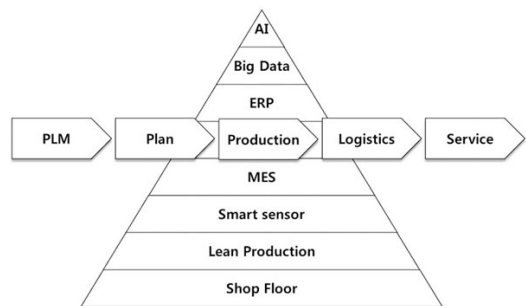 AI
Big Data
ERP
PLM Plan Production Logistics Service
MES
Smart sensor
Lean Production
Shop Floor